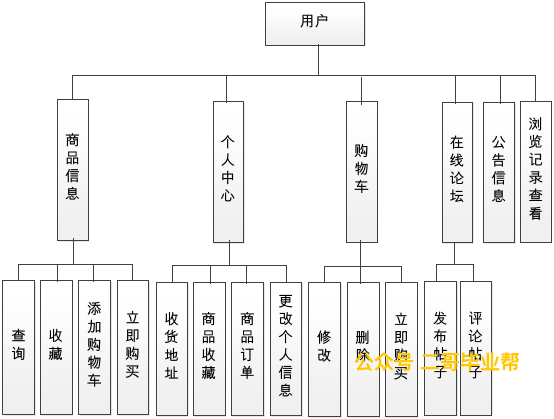 用户
商品信息
个人中心
购物车
在线论坛
公告信息
浏览记录查看
查询
收藏
添加购物车
立即购买
收货地址
商品收藏
商品订单
更改个人信息
修改
删除
立即购买
发布帖子
评论帖子
公众号 二哥毕业帮